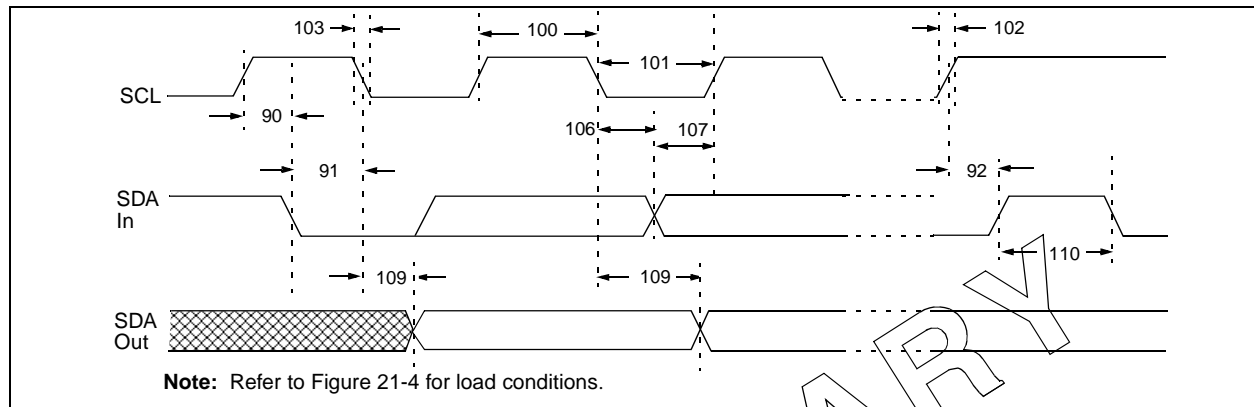 103
100
102
101
SCL
90
106
107
91
92
SDA
In
110
109
109
SDA
Out
Note: Refer to Figure 21-4 for load conditions.
ARY